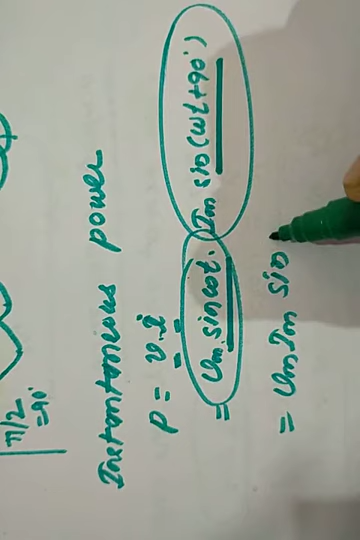 π/2
=90°
Instantaneous power
P = v.i
= Vm sinωt. Im sin(ωt+90°)
= VmIm sin